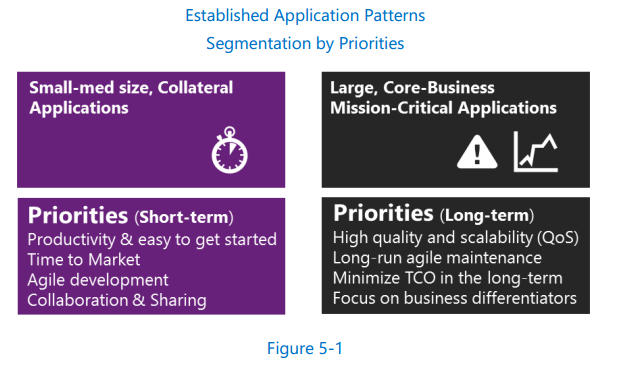 Established Application Patterns
Segmentation by Priorities
Small-med size, Collateral
Applications
Large, Core-Business
Mission-Critical Applications
Priorities (Short-term)
Productivity & easy to get started
Time to Market
Agile development
Collaboration & Sharing
Priorities (Long-term)
High quality and scalability (QoS)
Long-run agile maintenance
Minimize TCO in the long-term
Focus on business differentiators
Figure 5-1